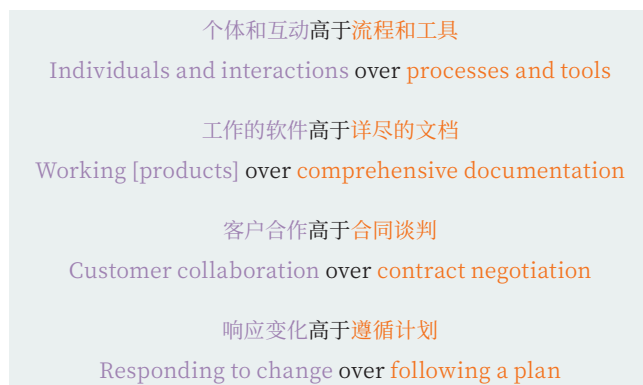 个体和互动高于流程和工具
Individuals and interactions over processes and tools
工作的软件高于详尽的文档
Working [products] over comprehensive documentation
客户合作高于合同谈判
Customer collaboration over contract negotiation
响应变化高于遵循计划
Responding to change over following a plan